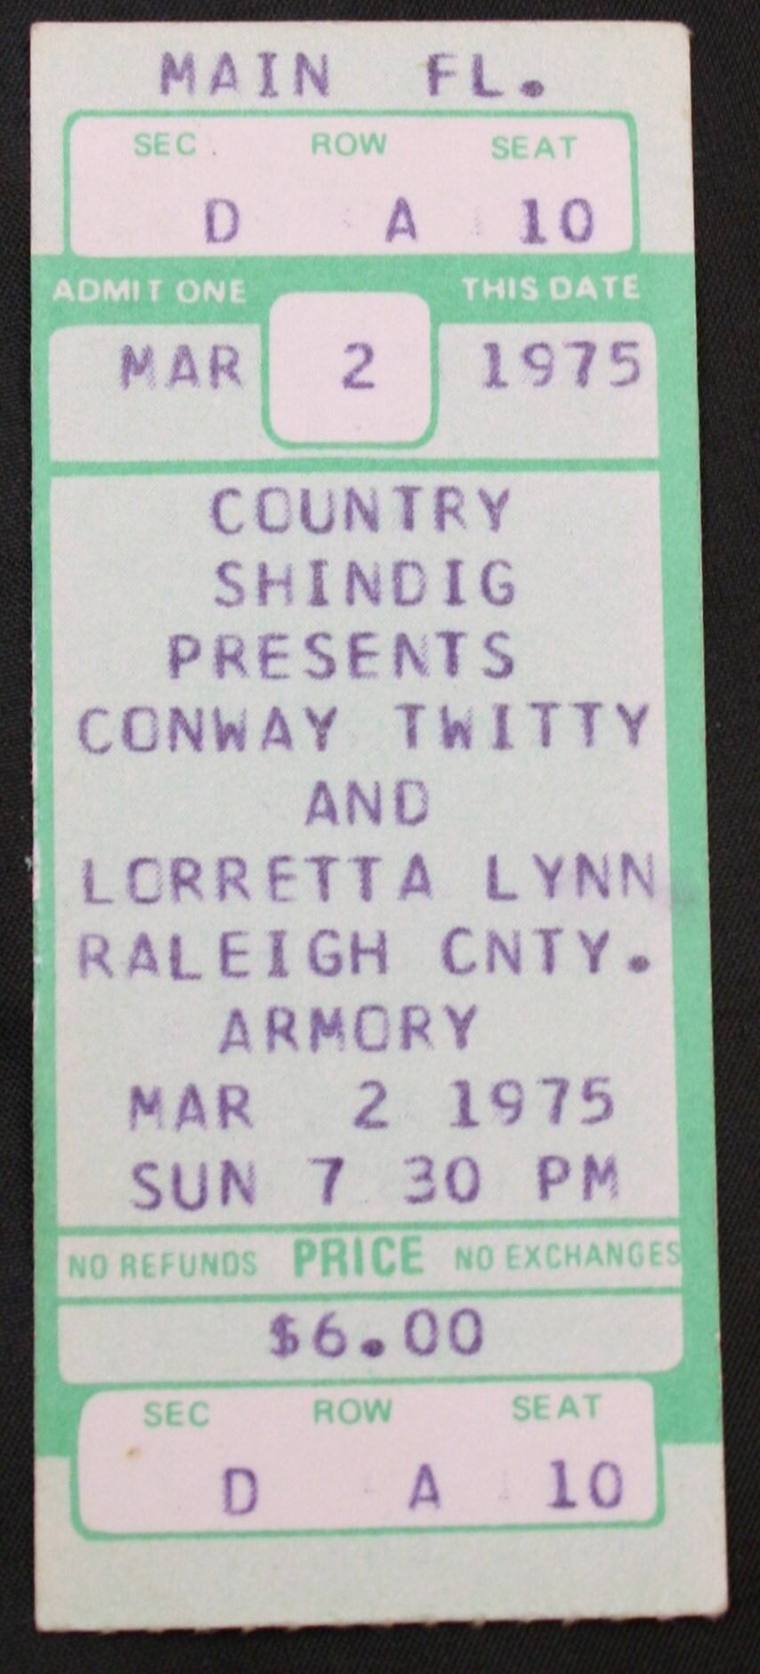 MAIN FL.
SEC ROW SEAT
D A 10
ADMIT ONE THIS DATE
MAR 2 1975
COUNTRY
SHINDIG
PRESENTS
CONWAY TWITTY
AND
LORRETTA LYNN
RALEIGH CNTY.
ARMORY
MAR 2 1975
SUN 7 30 PM
NO REFUNDS PRICE NO EXCHANGES
$6.00
SEC ROW SEAT
D A 10